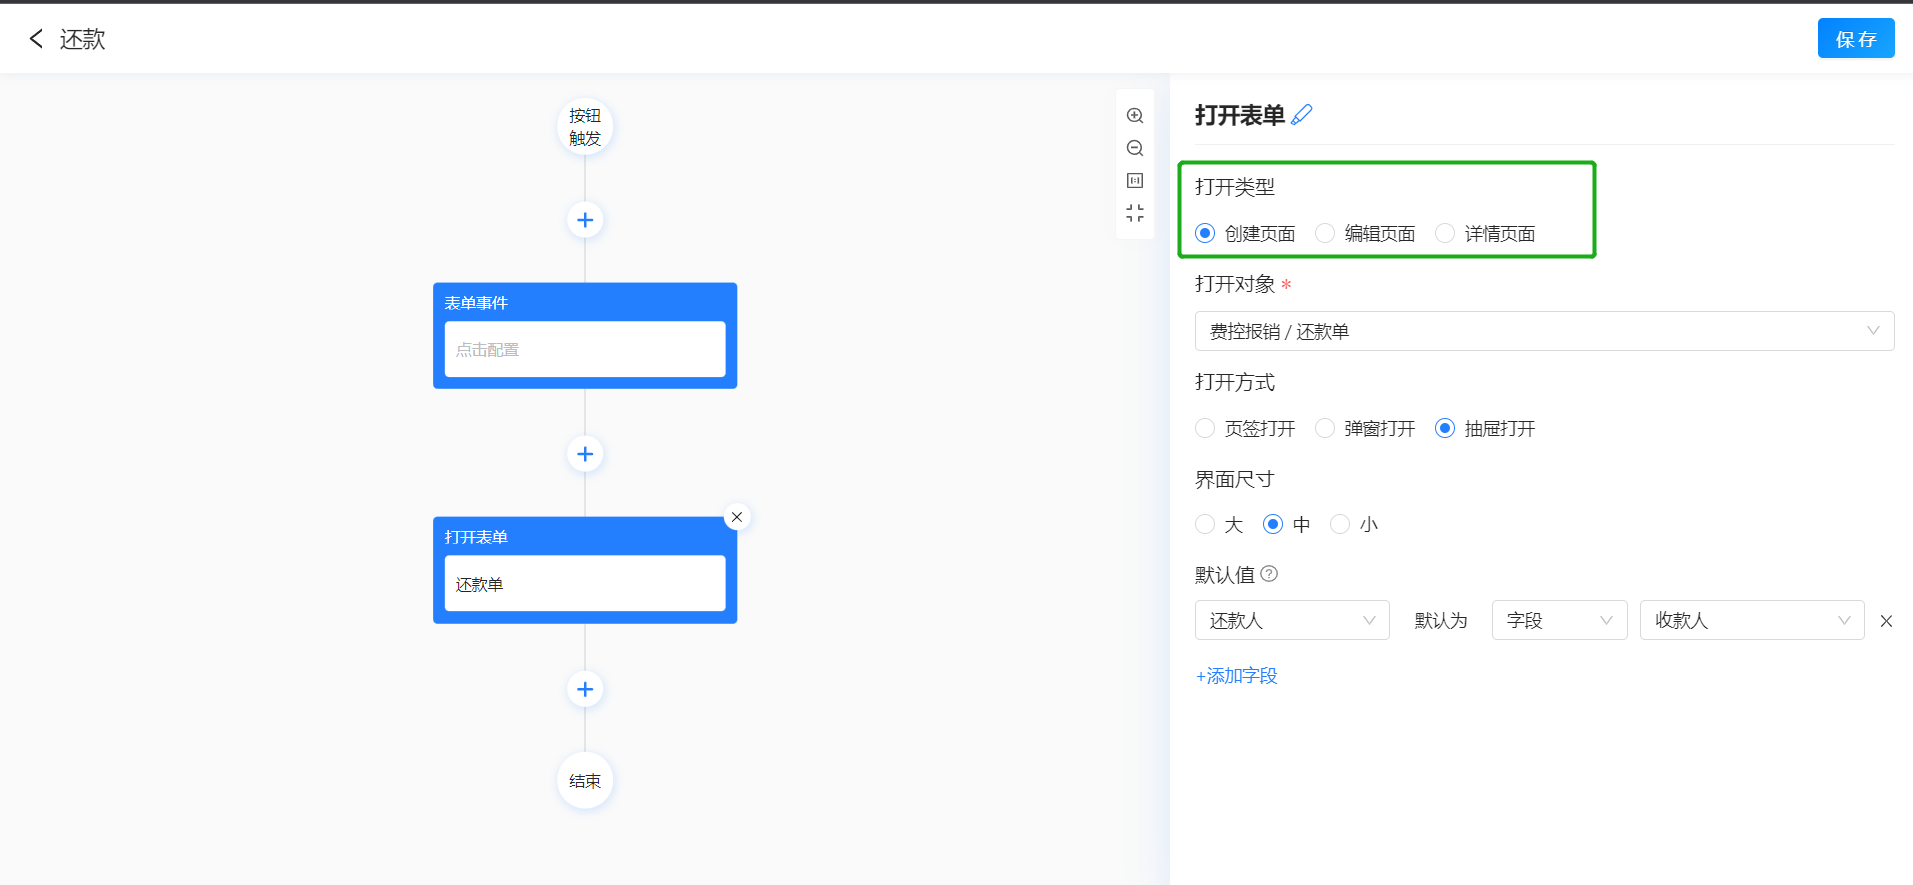 还款
保存
按钮
触发
表单事件
点击配置
打开表单
还款单
结束
打开表单
打开类型
创建页面 编辑页面 详情页面
打开对象 *
费控报销 / 还款单
打开方式
页签打开 弹窗打开 抽屉打开
界面尺寸
大 中 小
默认值
还款人 默认为 字段 收款人
+添加字段